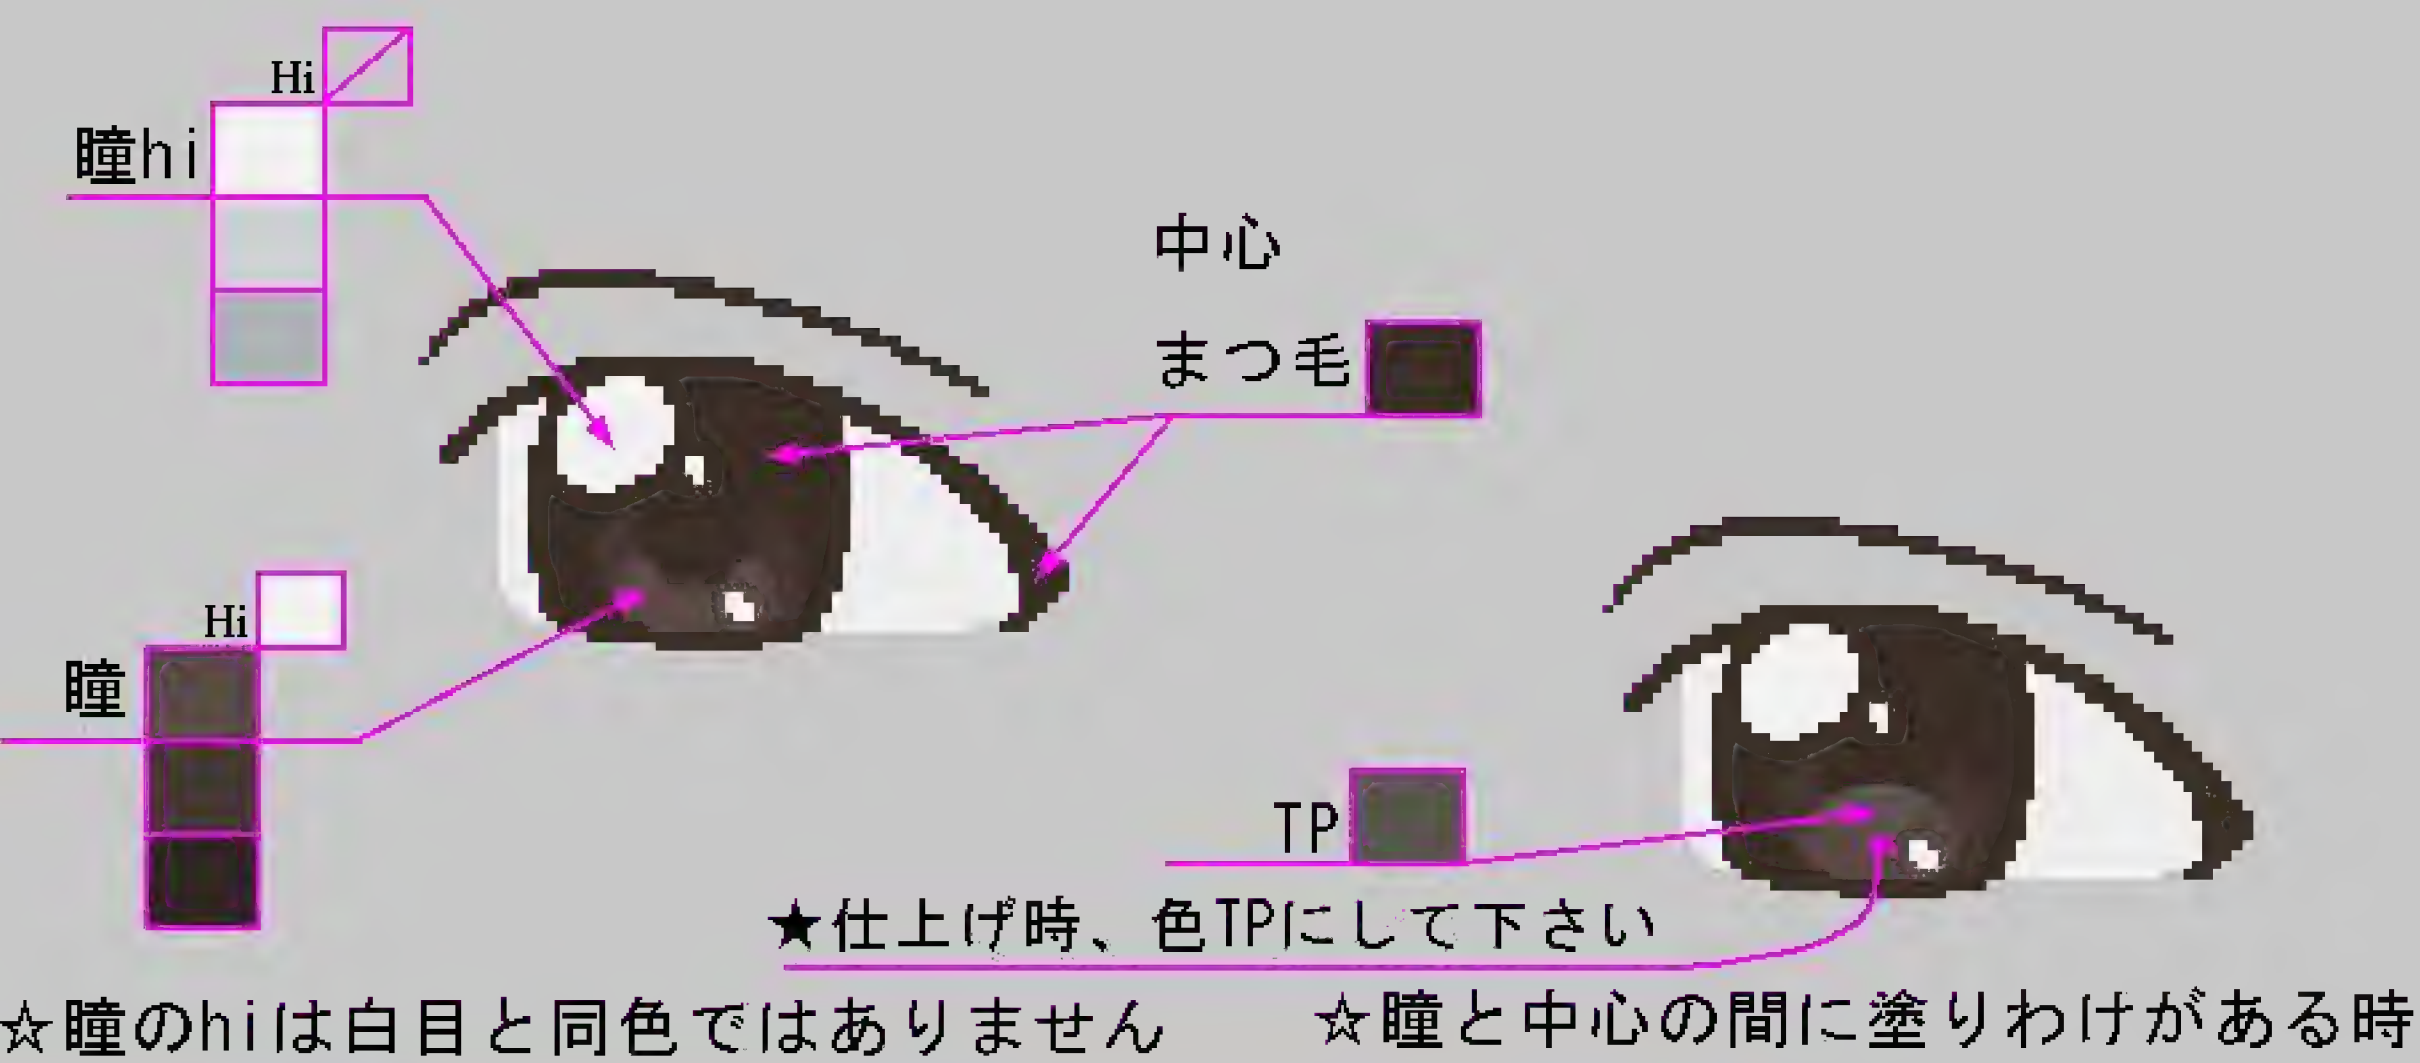 Hi
瞳hi
中心
まつ毛
Hi
瞳
TP
★仕上げ時、色TPにして下さい
☆瞳のhiは白目と同色ではありません
☆瞳と中心の間に塗りわけがある時